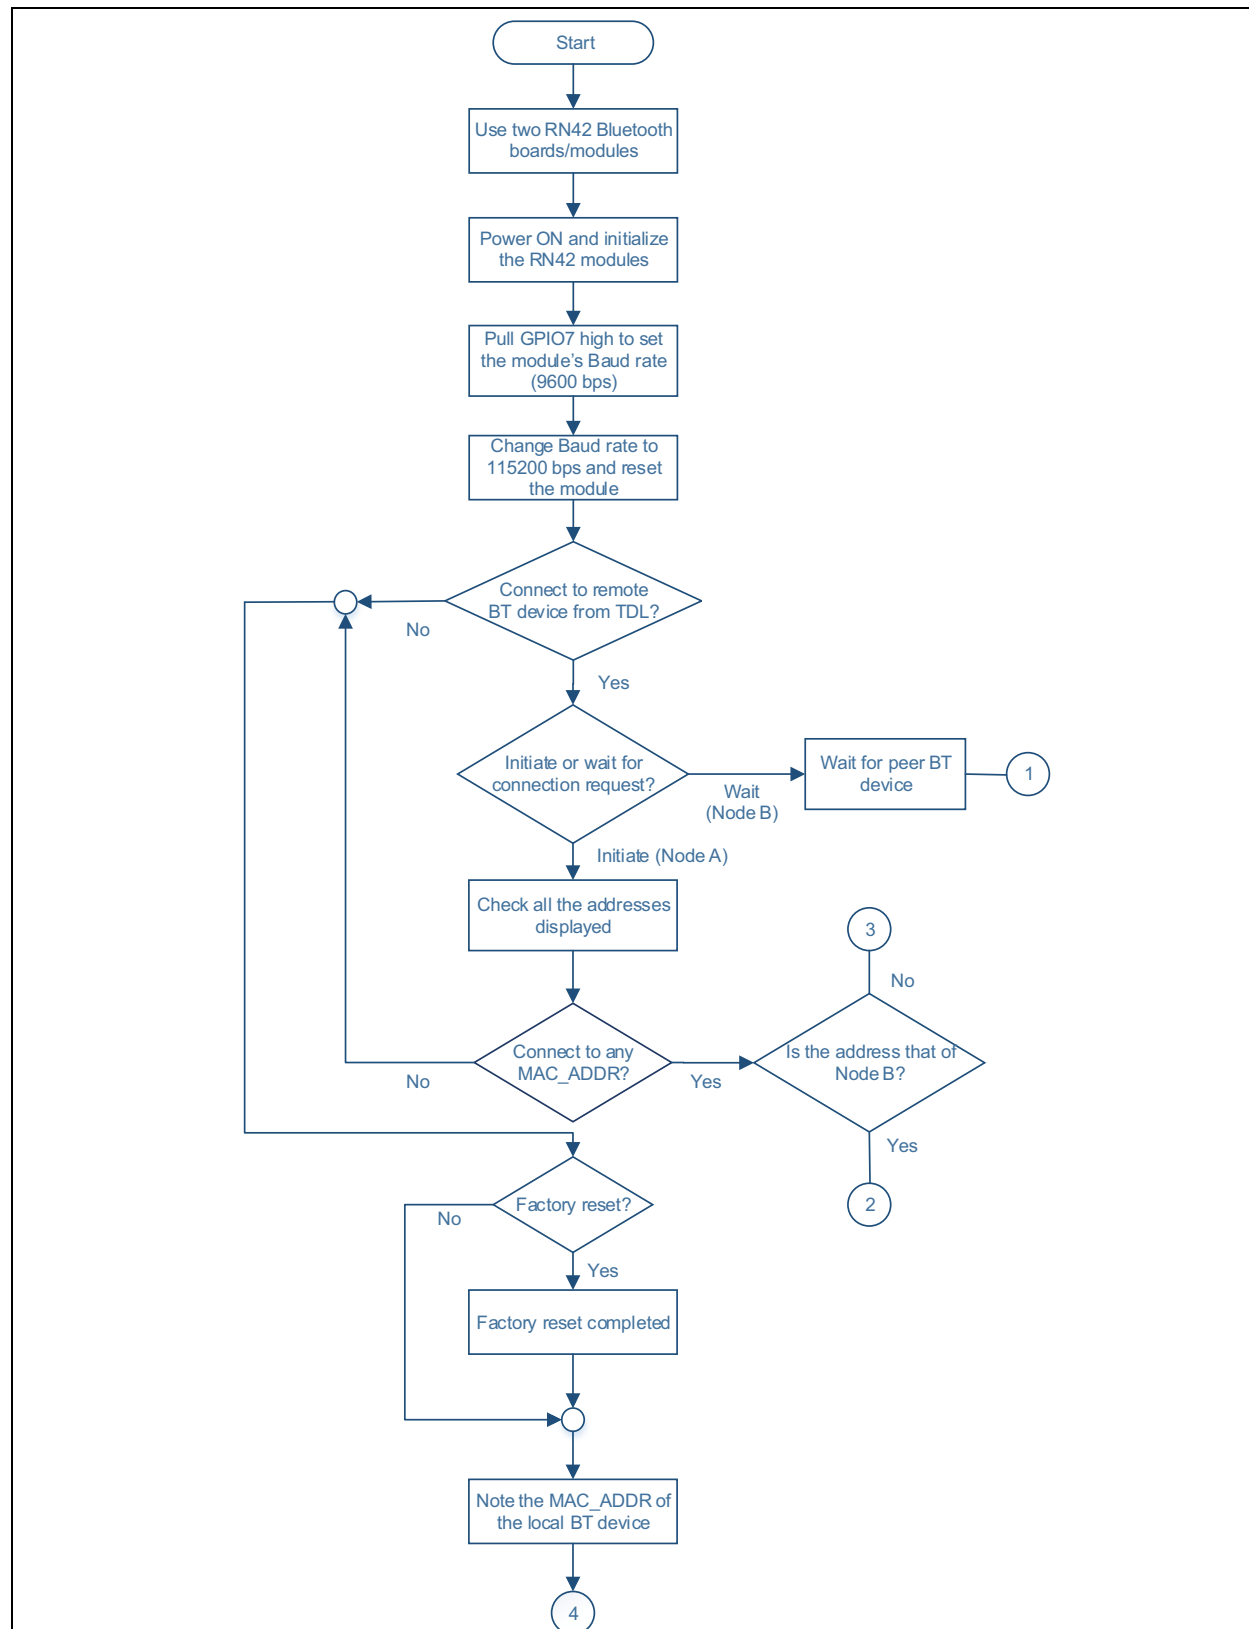 Start
Use two RN42 Bluetooth
boards/modules
Power ON and initialize
the RN42 modules
Pull GPIO7 high to set
the module's Baud rate
(9600 bps)
Change Baud rate to
115200 bps and reset
the module
Connect to remote
BT device from TDL?
No
Yes
Initiate or wait for
connection request?
Wait
(Node B)
Wait for peer BT
device
1
Initiate (Node A)
Check all the addresses
displayed
3
No
Connect to any
MAC_ADDR?
No
Yes
Is the address that of
Node B?
Yes
2
Factory reset?
No
Yes
Factory reset completed
Note the MAC_ADDR of
the local BT device
4